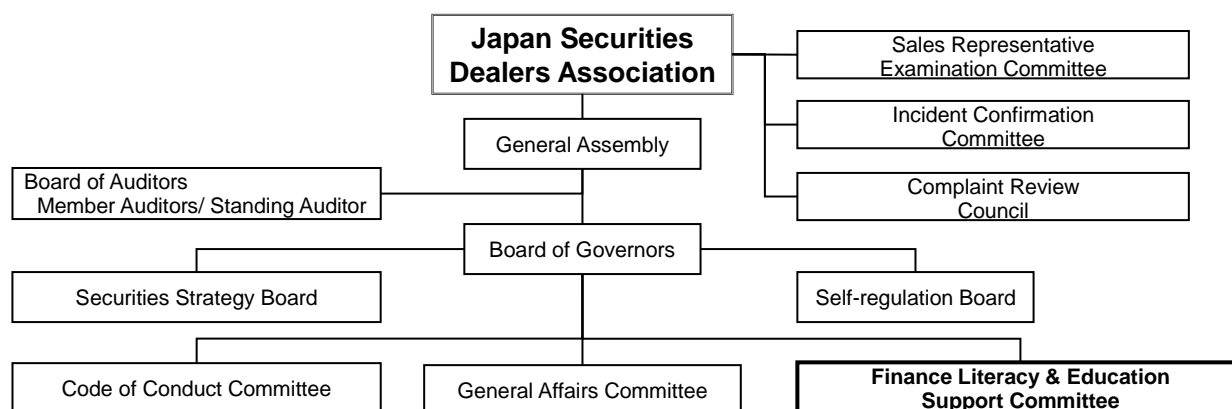 Japan Securities
Dealers Association
Sales Representative
Examination Committee
Incident Confirmation
Committee
General Assembly
Board of Auditors
Member Auditors/ Standing Auditor
Complaint Review
Council
Board of Governors
Securities Strategy Board
Self-regulation Board
Code of Conduct Committee
General Affairs Committee
Finance Literacy & Education
Support Committee